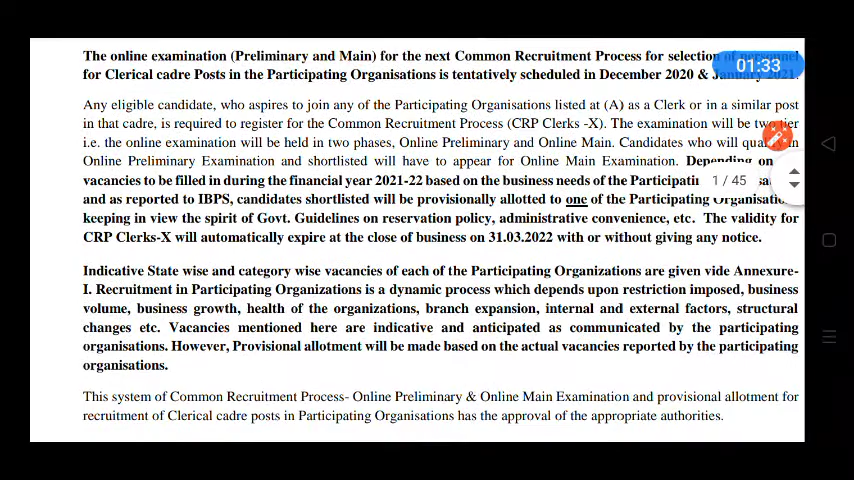 The online examination (Preliminary and Main) for the next Common Recruitment Process for selection
01:33
for Clerical cadre Posts in the Participating Organisations is tentatively scheduled in December 2020 & January 2021.
Any eligible candidate, who aspires to join any of the Participating Organisations listed at (A) as a Clerk or in a similar post
in that cadre, is required to register for the Common Recruitment Process (CRP Clerks -X). The examination will be two tier
i.e. the online examination will be held in two phases, Online Preliminary and Online Main. Candidates who will in
Online Preliminary Examination and shortlisted will have to appear for Online Main Examination. Depending on
vacancies to be filled in during the financial year 2021-22 based on the business needs of the
1 / 45
and as reported to IBPS, candidates shortlisted will be provisionally allotted to one of the Participating
keeping in view the spirit of Govt. Guidelines on reservation policy, administrative convenience, etc. The validity for
CRP Clerks-X will automatically expire at the close of business on 31.03.2022 with or without giving any notice.
Indicative State wise and category wise vacancies of each of the Participating Organizations are given vide Annexure-
I. Recruitment in Participating Organizations is a dynamic process which depends upon restriction imposed, business
volume, business growth, health of the organizations, branch expansion, internal and external factors, structural
changes etc. Vacancies mentioned here are indicative and anticipated as communicated by the participating
organisations. However, Provisional allotment will be made based on the actual vacancies reported by the participating
organisations.
This system of Common Recruitment Process- Online Preliminary & Online Main Examination and provisional allotment for
recruitment of Clerical cadre posts in Participating Organisations has the approval of the appropriate authorities.